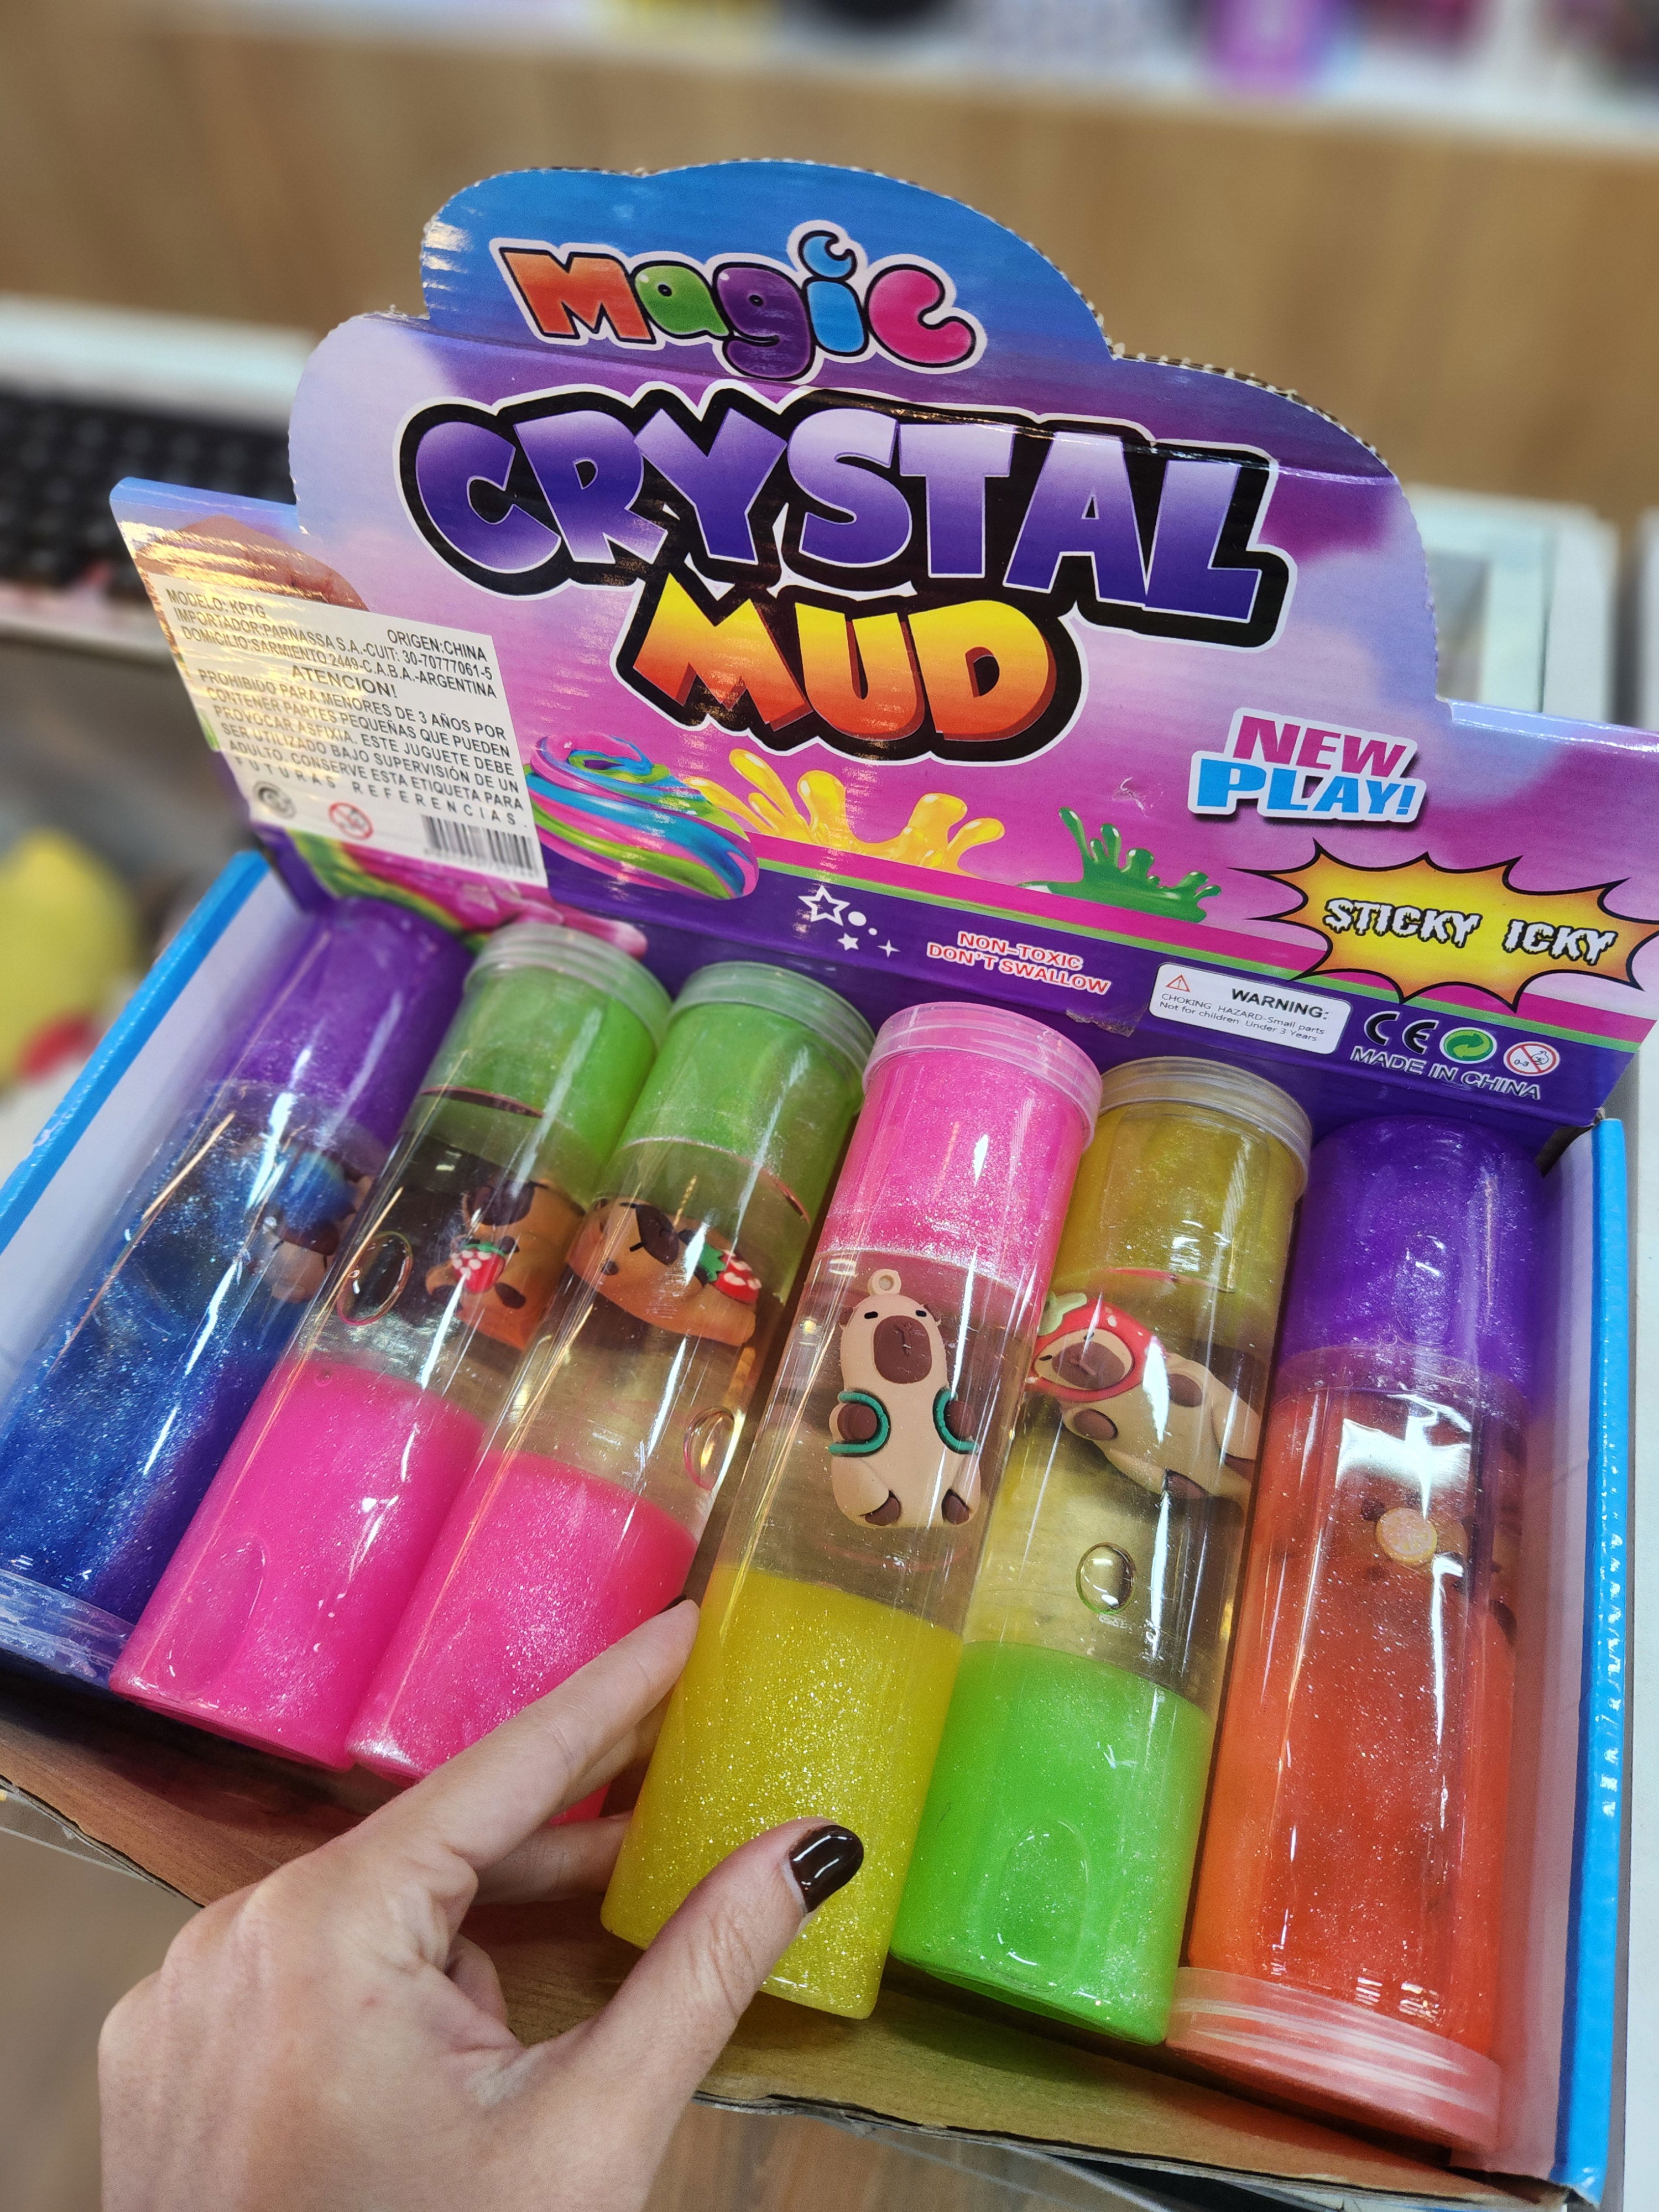 Magic
CRYSTAL
MUD
NEW
PLAY!
STICKY ICKY
MODELO: KPTG
ORIGEN:CHINA
IMPORTADOR:PARNASSA S.A.-CUIT: 30-70777061-5
DOMICILIO:SARMIENTO 2449-C.A.B.A.-ARGENTINA
ATENCION!
PROHIBIDO PARA MENORES DE 3 AÑOS POR
CONTENER PARTES PEQUEÑAS QUE PUEDEN
PROVOCAR ASFIXIA. ESTE JUGUETE DEBE
SER UTILIZADO BAJO SUPERVISIÓN DE UN
ADULTO. CONSERVE ESTA ETIQUETA PARA
FUTURAS REFERENCIAS.
NON-TOXIC
DON'T SWALLOW
WARNING:
CHOKING HAZARD-Small parts
Not for children Under 3 Years
CE
0-3
MADE IN CHINA